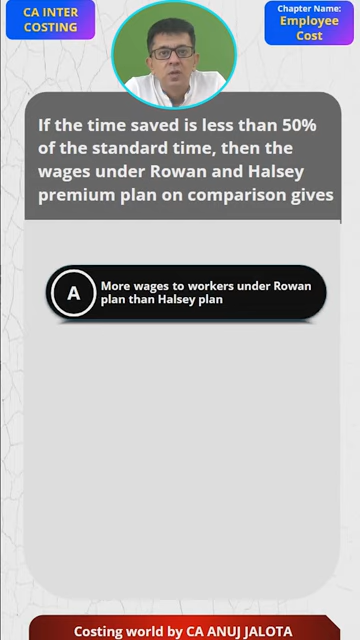 CA INTER
COSTING
Chapter Name:
Employee
Cost
If the time saved is less than 50%
of the standard time, then the
wages under Rowan and Halsey
premium plan on comparison gives
A
More wages to workers under Rowan
plan than Halsey plan
Costing world by CA ANUJ JALOTA